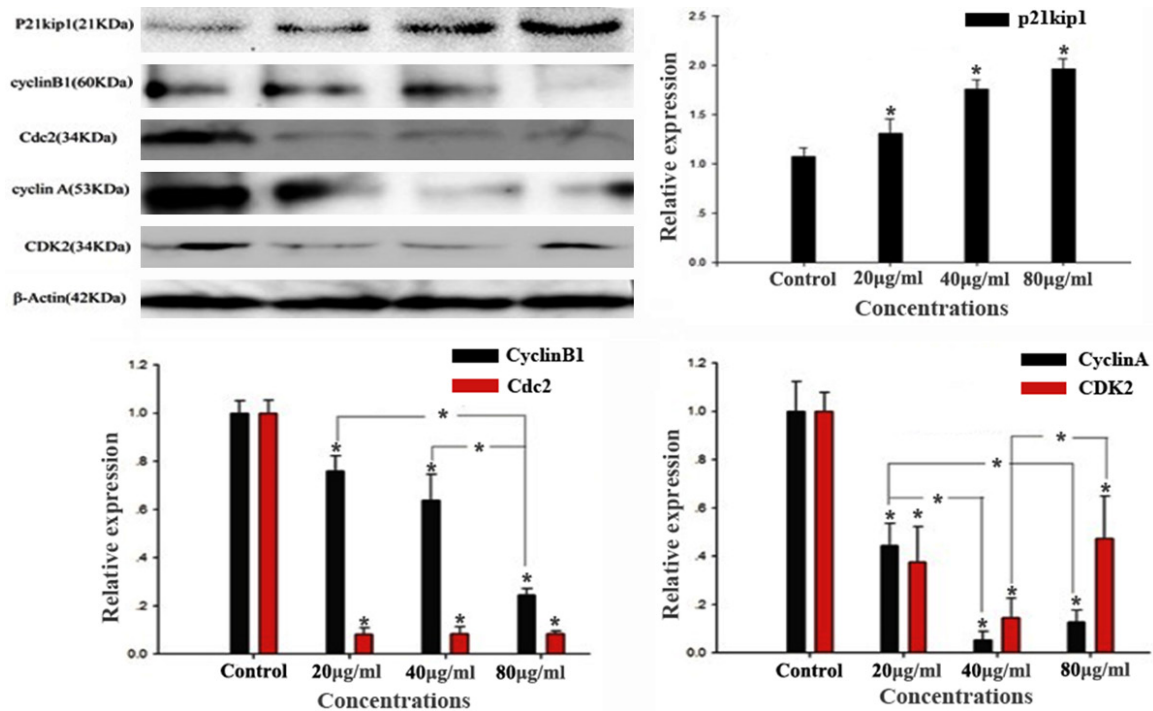 P21kip1(21KDa)
cyclinB1(60KDa)
Cdc2(34KDa)
cyclin A(53KDa)
CDK2(34KDa)
β-Actin(42KDa)
2.5
2.0
1.5
1.0
.5
0.0
Relative expression
p21kip1
*
*
*
Control 20µg/ml 40µg/ml 80µg/ml
Concentrations
1.2
1.0
.8
.6
.4
.2
0.0
Relative expression
CyclinB1
Cdc2
*
*
*
*
*
*
*
*
Control 20µg/ml 40µg/ml 80µg/ml
Concentrations
1.2
1.0
.8
.6
.4
.2
0.0
Relative expression
CyclinA
CDK2
*
*
*
*
*
*
*
*
*
Control 20µg/ml 40µg/ml 80µg/ml
Concentrations